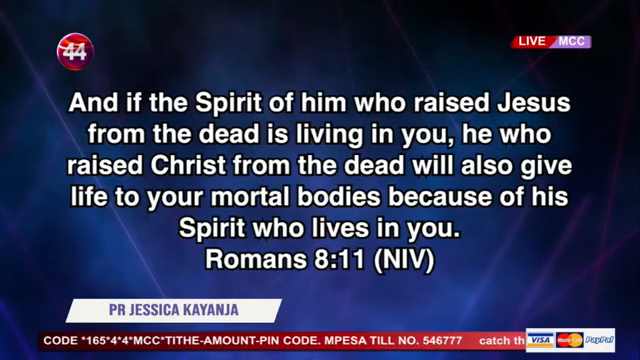 44
LIVE MCC
And if the Spirit of him who raised Jesus
from the dead is living in you, he who
raised Christ from the dead will also give
life to your mortal bodies because of his
Spirit who lives in you.
Romans 8:11 (NIV)
PR JESSICA KAYANJA
CODE *165*4*4*MCC*TITHE-AMOUNT-PIN CODE. MPESA TILL NO. 546777 catch th
VISA MasterCard PayPal